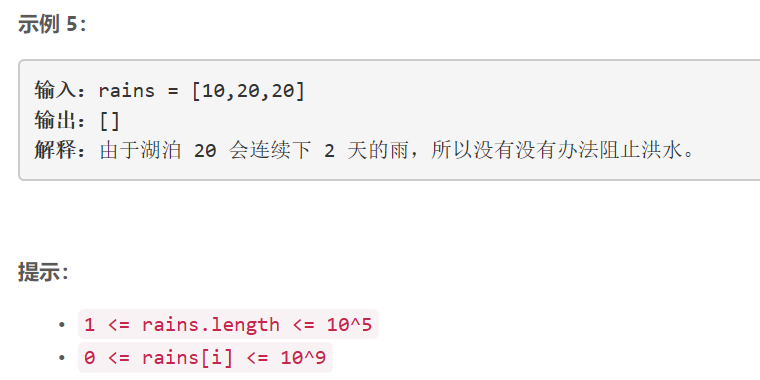 示例 5：
输入：rains = [10,20,20]
输出：[]
解释：由于湖泊 20 会连续下 2 天的雨，所以没有没有办法阻止洪水。
提示：
• 1 <= rains.length <= 10^5
• 0 <= rains[i] <= 10^9